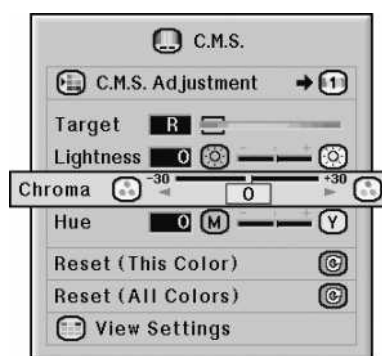 C.M.S.
C.M.S. Adjustment 1
Target R
Lightness 0 - +
Chroma -30 0 +30
Hue 0 M - + Y
Reset (This Color)
Reset (All Colors)
View Settings